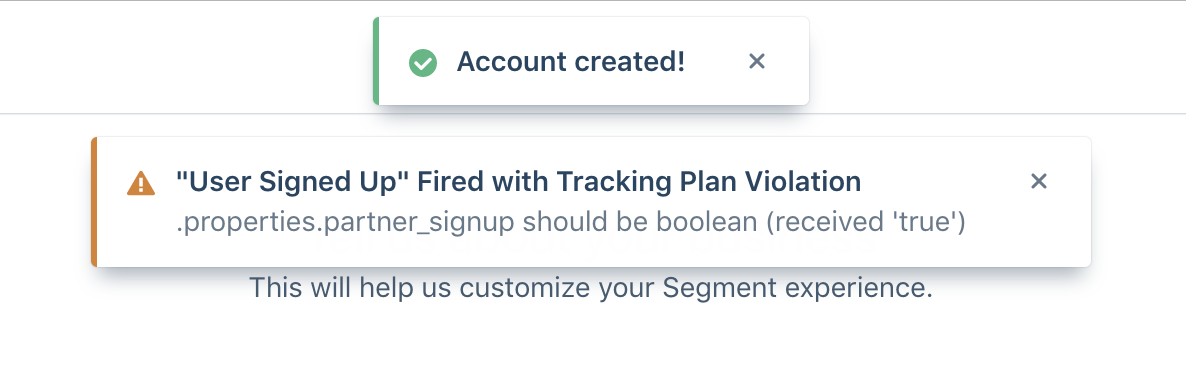 Account created!
"User Signed Up" Fired with Tracking Plan Violation
.properties.partner_signup should be boolean (received 'true')
This will help us customize your Segment experience.